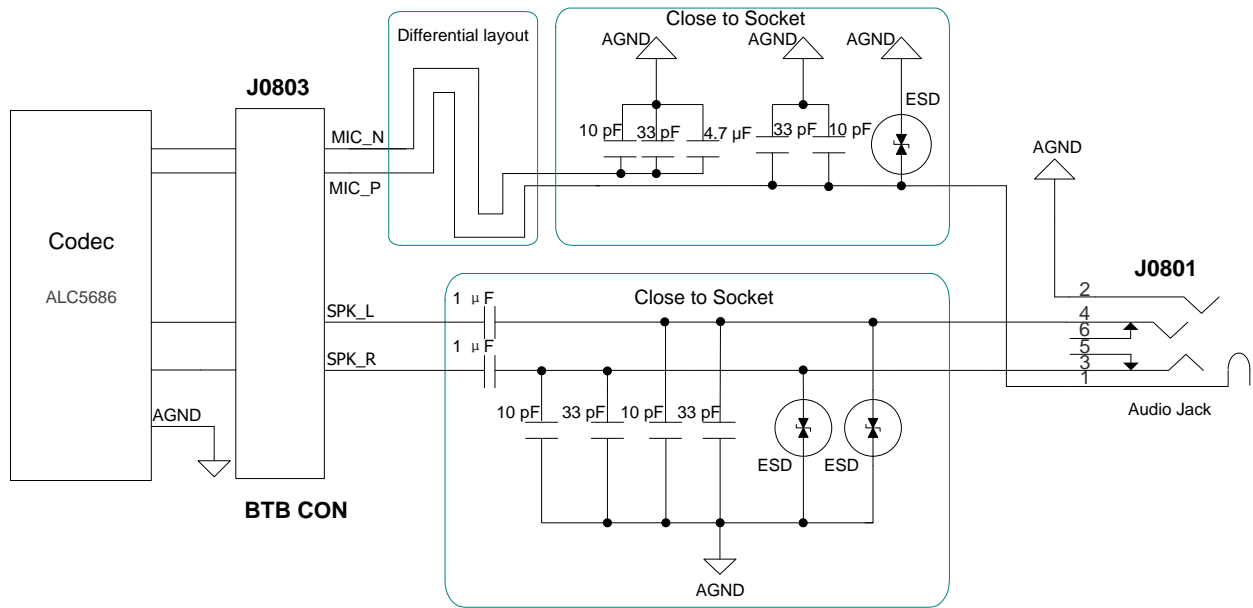 Close to Socket
Differential layout
AGND
AGND
AGND
J0803
ESD
MIC_N
10 pF
33 pF
4.7 μF
33 pF
10 pF
AGND
MIC_P
Codec
ALC5686
J0801
Close to Socket
1 μF
SPK_L
2
4
6
1 μF
SPK_R
5
3
1
AGND
10 pF
33 pF
10 pF
33 pF
Audio Jack
ESD
ESD
BTB CON
AGND